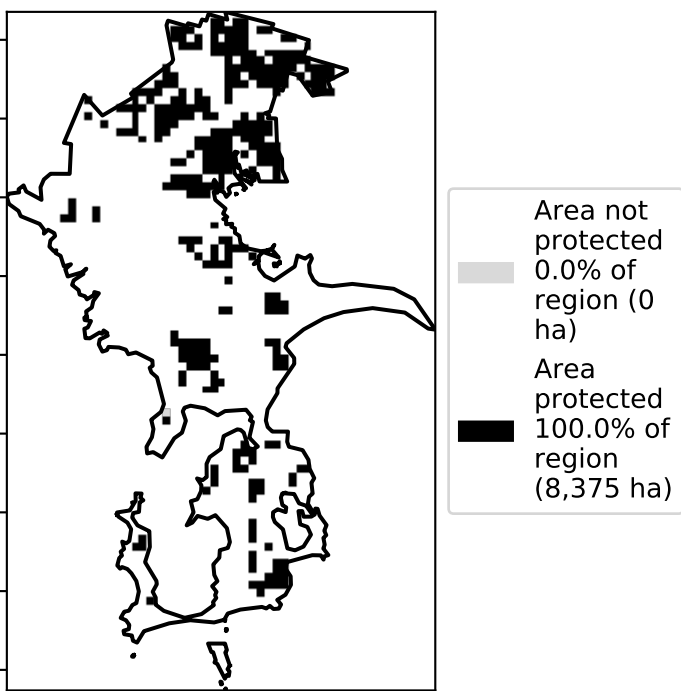 Area not
protected
0.0% of
region (0
ha)
Area
protected
100.0% of
region
(8,375 ha)